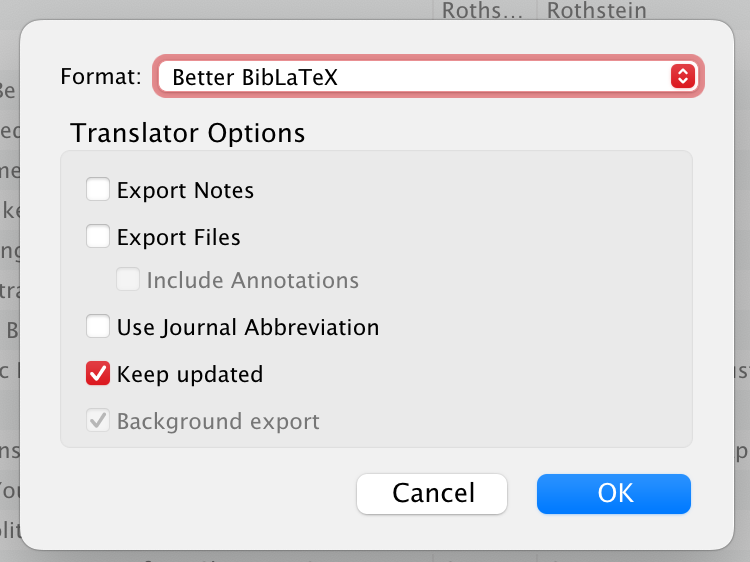 Roths… Rothstein
Format: Better BibLaTeX
Translator Options
Export Notes
Export Files
Include Annotations
Use Journal Abbreviation
Keep updated
Background export
Cancel OK